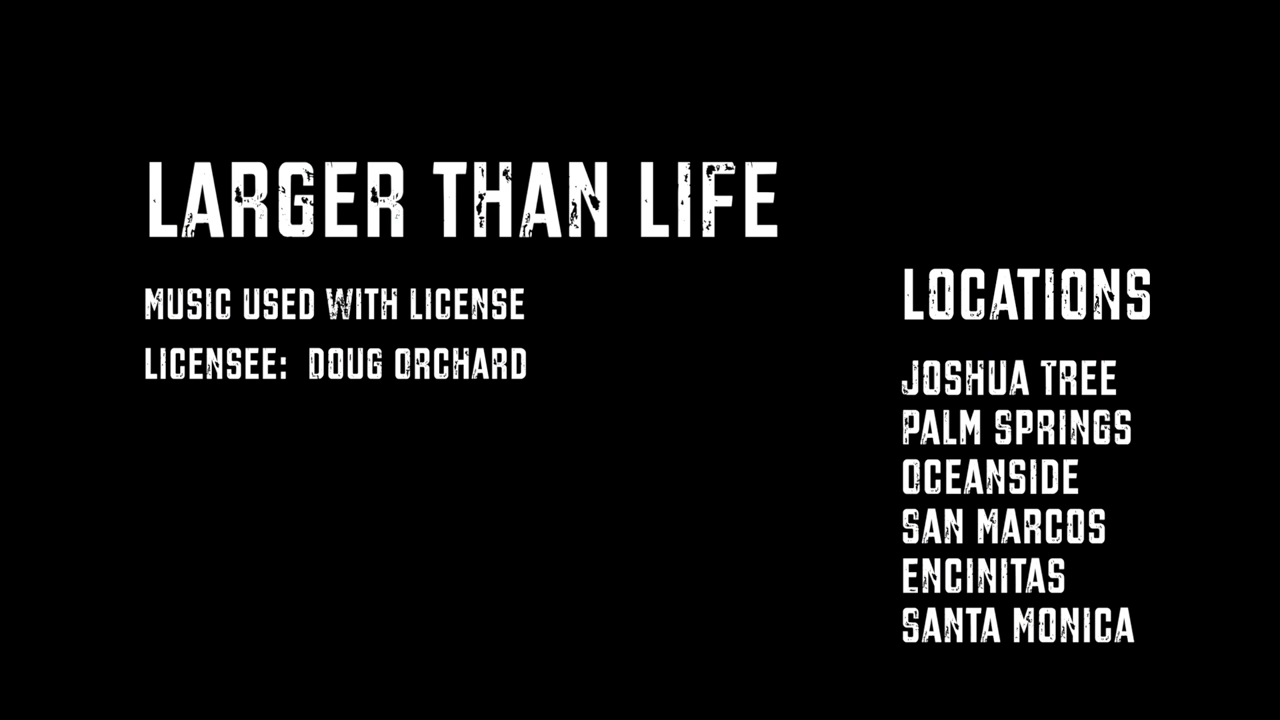 LARGER THAN LIFE
MUSIC USED WITH LICENSE
LICENSEE: DOUG ORCHARD
LOCATIONS
JOSHUA TREE
PALM SPRINGS
OCEANSIDE
SAN MARCOS
ENCINITAS
SANTA MONICA